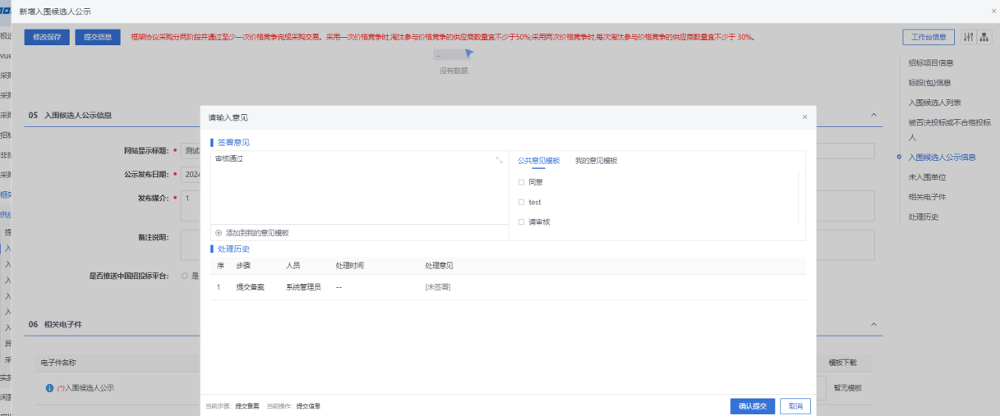 新增入围候选人公示
×
修改保存 提交信息 框架协议采购分两阶段并通过至少一次价格竞争完成采购交易。采用一次价格竞争时,淘汰参与价格竞争的供应商数量宜不少于50%;采用两次价格竞争时,每次淘汰参与价格竞争的供应商数量宜不少于 30%。
工作台信息
没有数据
招标项目信息
标段(包)信息
入围候选人列表
被否决投标或不合格投标
人
入围候选人公示信息
未入围单位
相关电子件
处理历史
05 入围候选人公示信息
网站显示标题: * 测试
公示发布日期: * 2024
发布媒介: * 1
备注说明:
是否推送中国招投标平台: 是
06 相关电子件
电子件名称
模板下载
(*)入围候选人公示
暂无模板
请输入意见
×
签署意见
审核通过
公共意见模板 我的意见模板
同意
test
请审核
添加到我的意见模板
处理历史
序 步骤 人员 处理时间 处理意见
1 提交备案 系统管理员 -- [未签署]
当前步骤: 提交备案 当前操作: 提交信息
确认提交 取消